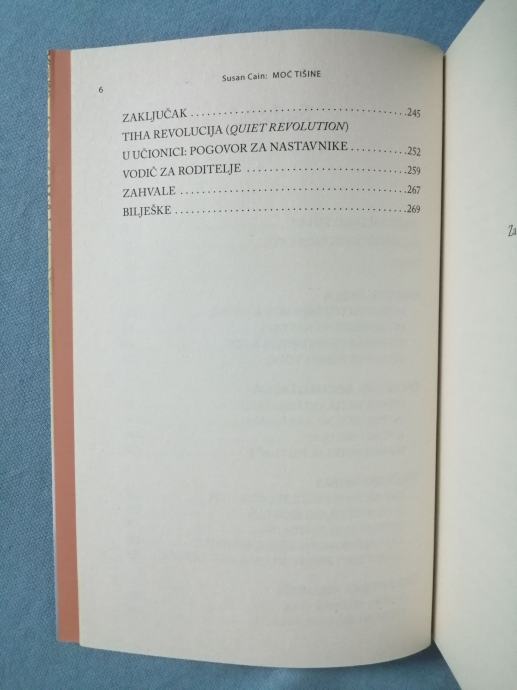 6
Susan Cain: MOĆ TIŠINE
ZAKLJUČAK ........................................245
TIHA REVOLUCIJA (QUIET REVOLUTION)
U UČIONICI: POGOVOR ZA NASTAVNIKE ..........252
VODIČ ZA RODITELJE ..............................259
ZAHVALE ..........................................267
BILJEŠKE ...........................................269
Za